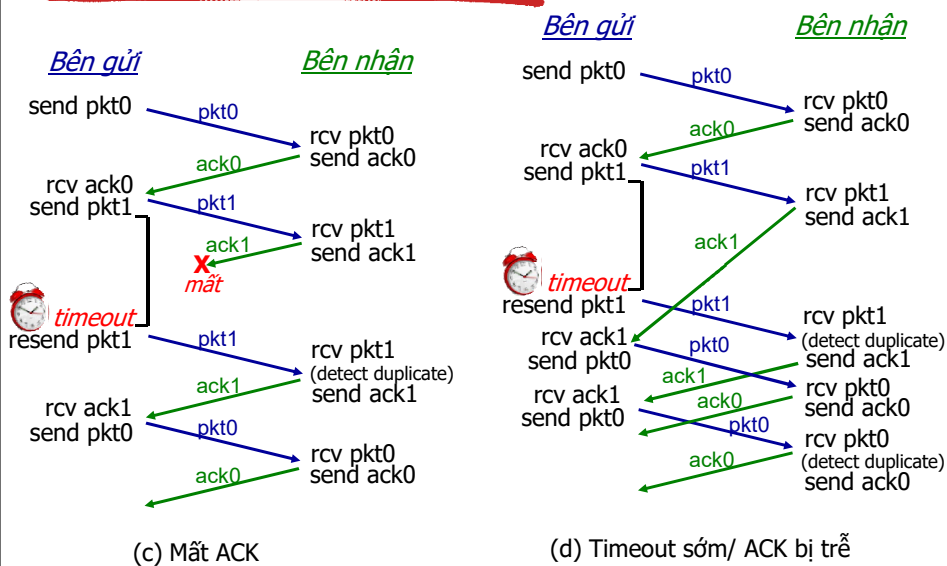 Bên gửi
Bên nhận
send pkt0
pkt0
rcv pkt0
send ack0
ack0
rcv ack0
send pkt1
pkt1
rcv pkt1
send ack1
ack1
X
mất
timeout
resend pkt1
pkt1
rcv pkt1
(detect duplicate)
send ack1
ack1
rcv ack1
send pkt0
pkt0
rcv pkt0
send ack0
ack0
(c) Mất ACK
Bên gửi
Bên nhận
send pkt0
pkt0
rcv pkt0
send ack0
ack0
rcv ack0
send pkt1
pkt1
rcv pkt1
send ack1
ack1
timeout
resend pkt1
pkt1
rcv pkt1
(detect duplicate)
send ack1
rcv ack1
send pkt0
pkt0
ack1
rcv pkt0
send ack0
rcv ack1
send pkt0
ack0
pkt0
rcv pkt0
(detect duplicate)
send ack0
ack0
(d) Timeout sớm/ ACK bị trễ